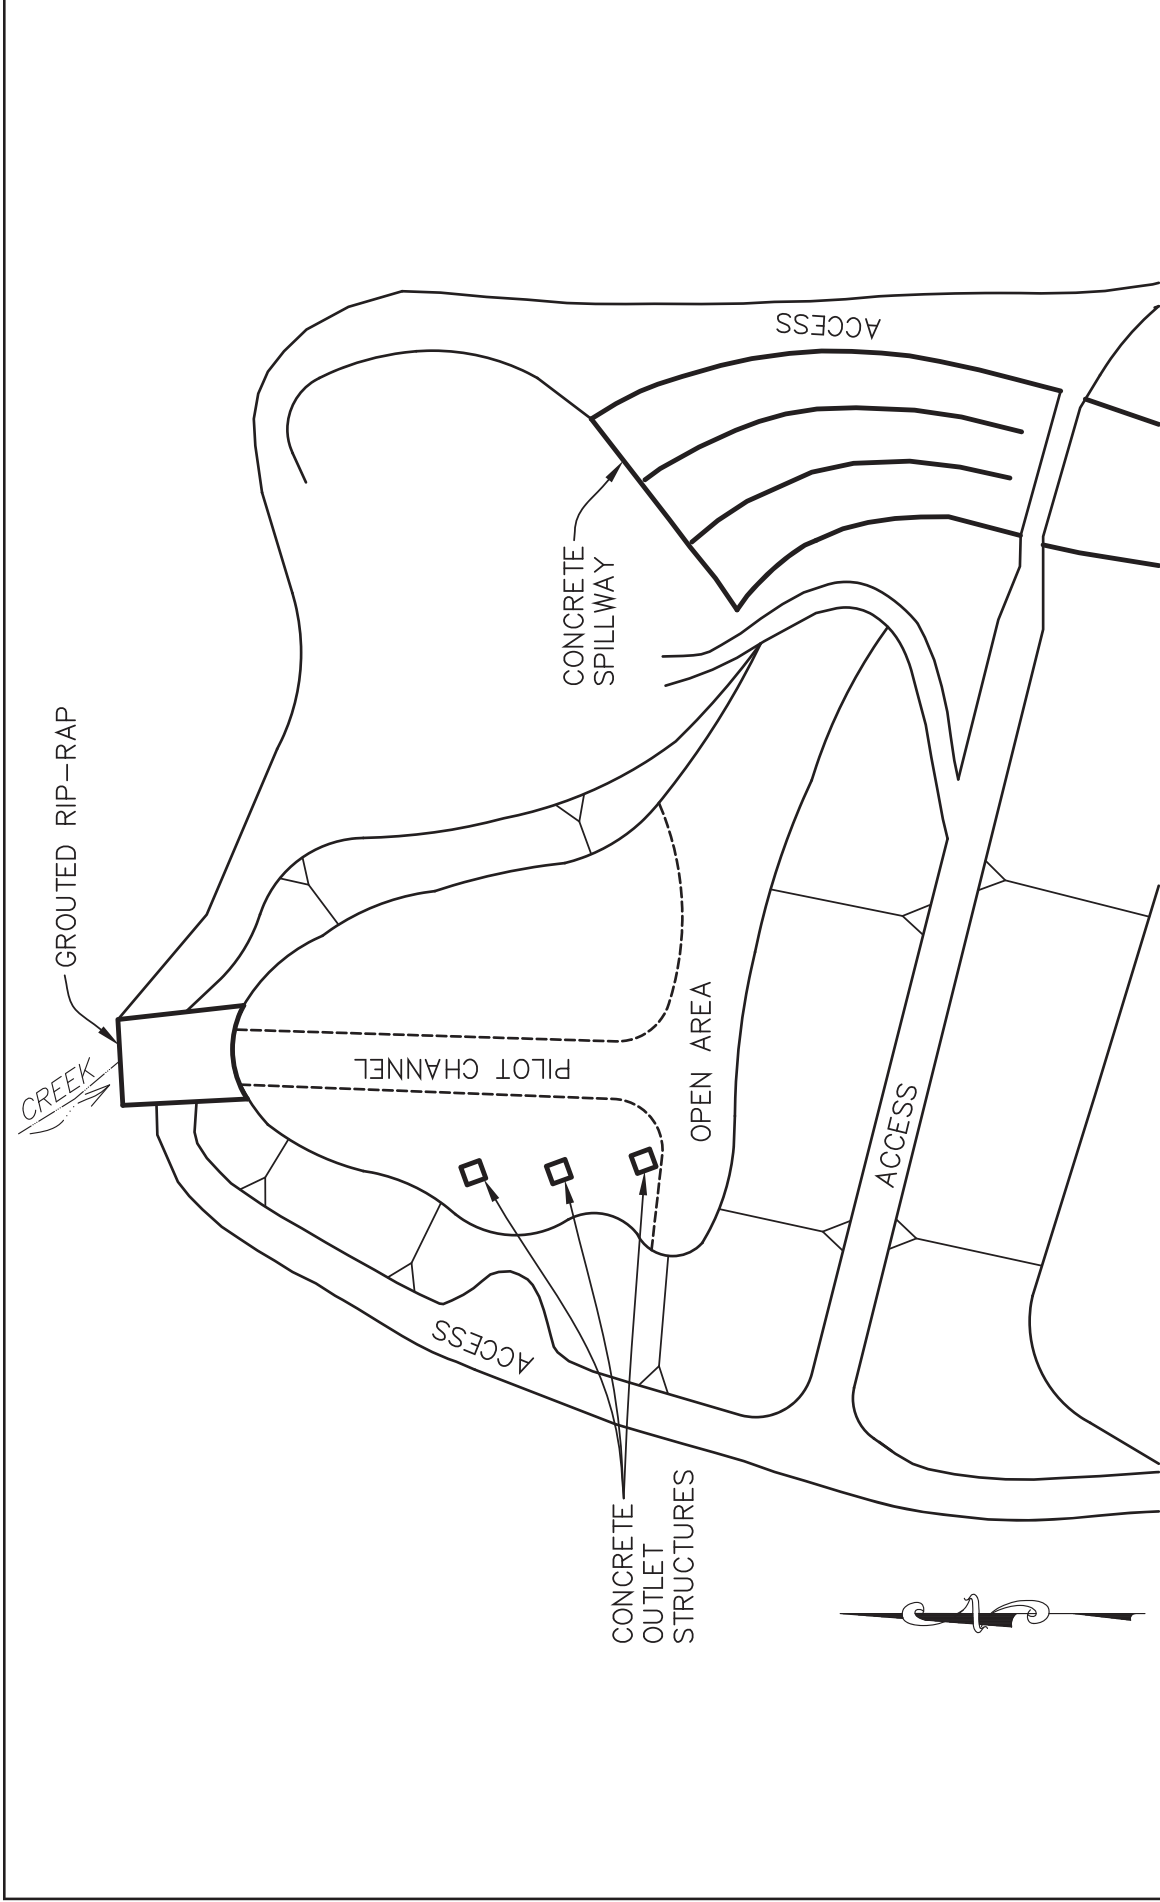 CREEK
GROUTED RIP-RAP
PILOT CHANNEL
OPEN AREA
CONCRETE
SPILLWAY
ACCESS
ACCESS
ACCESS
CONCRETE
OUTLET
STRUCTURES
N